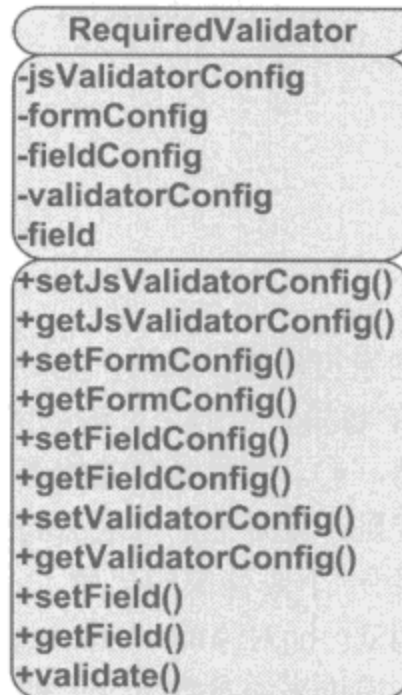 RequiredValidator
-jsValidatorConfig
-formConfig
-fieldConfig
-validatorConfig
-field
+setJsValidatorConfig()
+getJsValidatorConfig()
+setFormConfig()
+getFormConfig()
+setFieldConfig()
+getFieldConfig()
+setValidatorConfig()
+getValidatorConfig()
+setField()
+getField()
+validate()